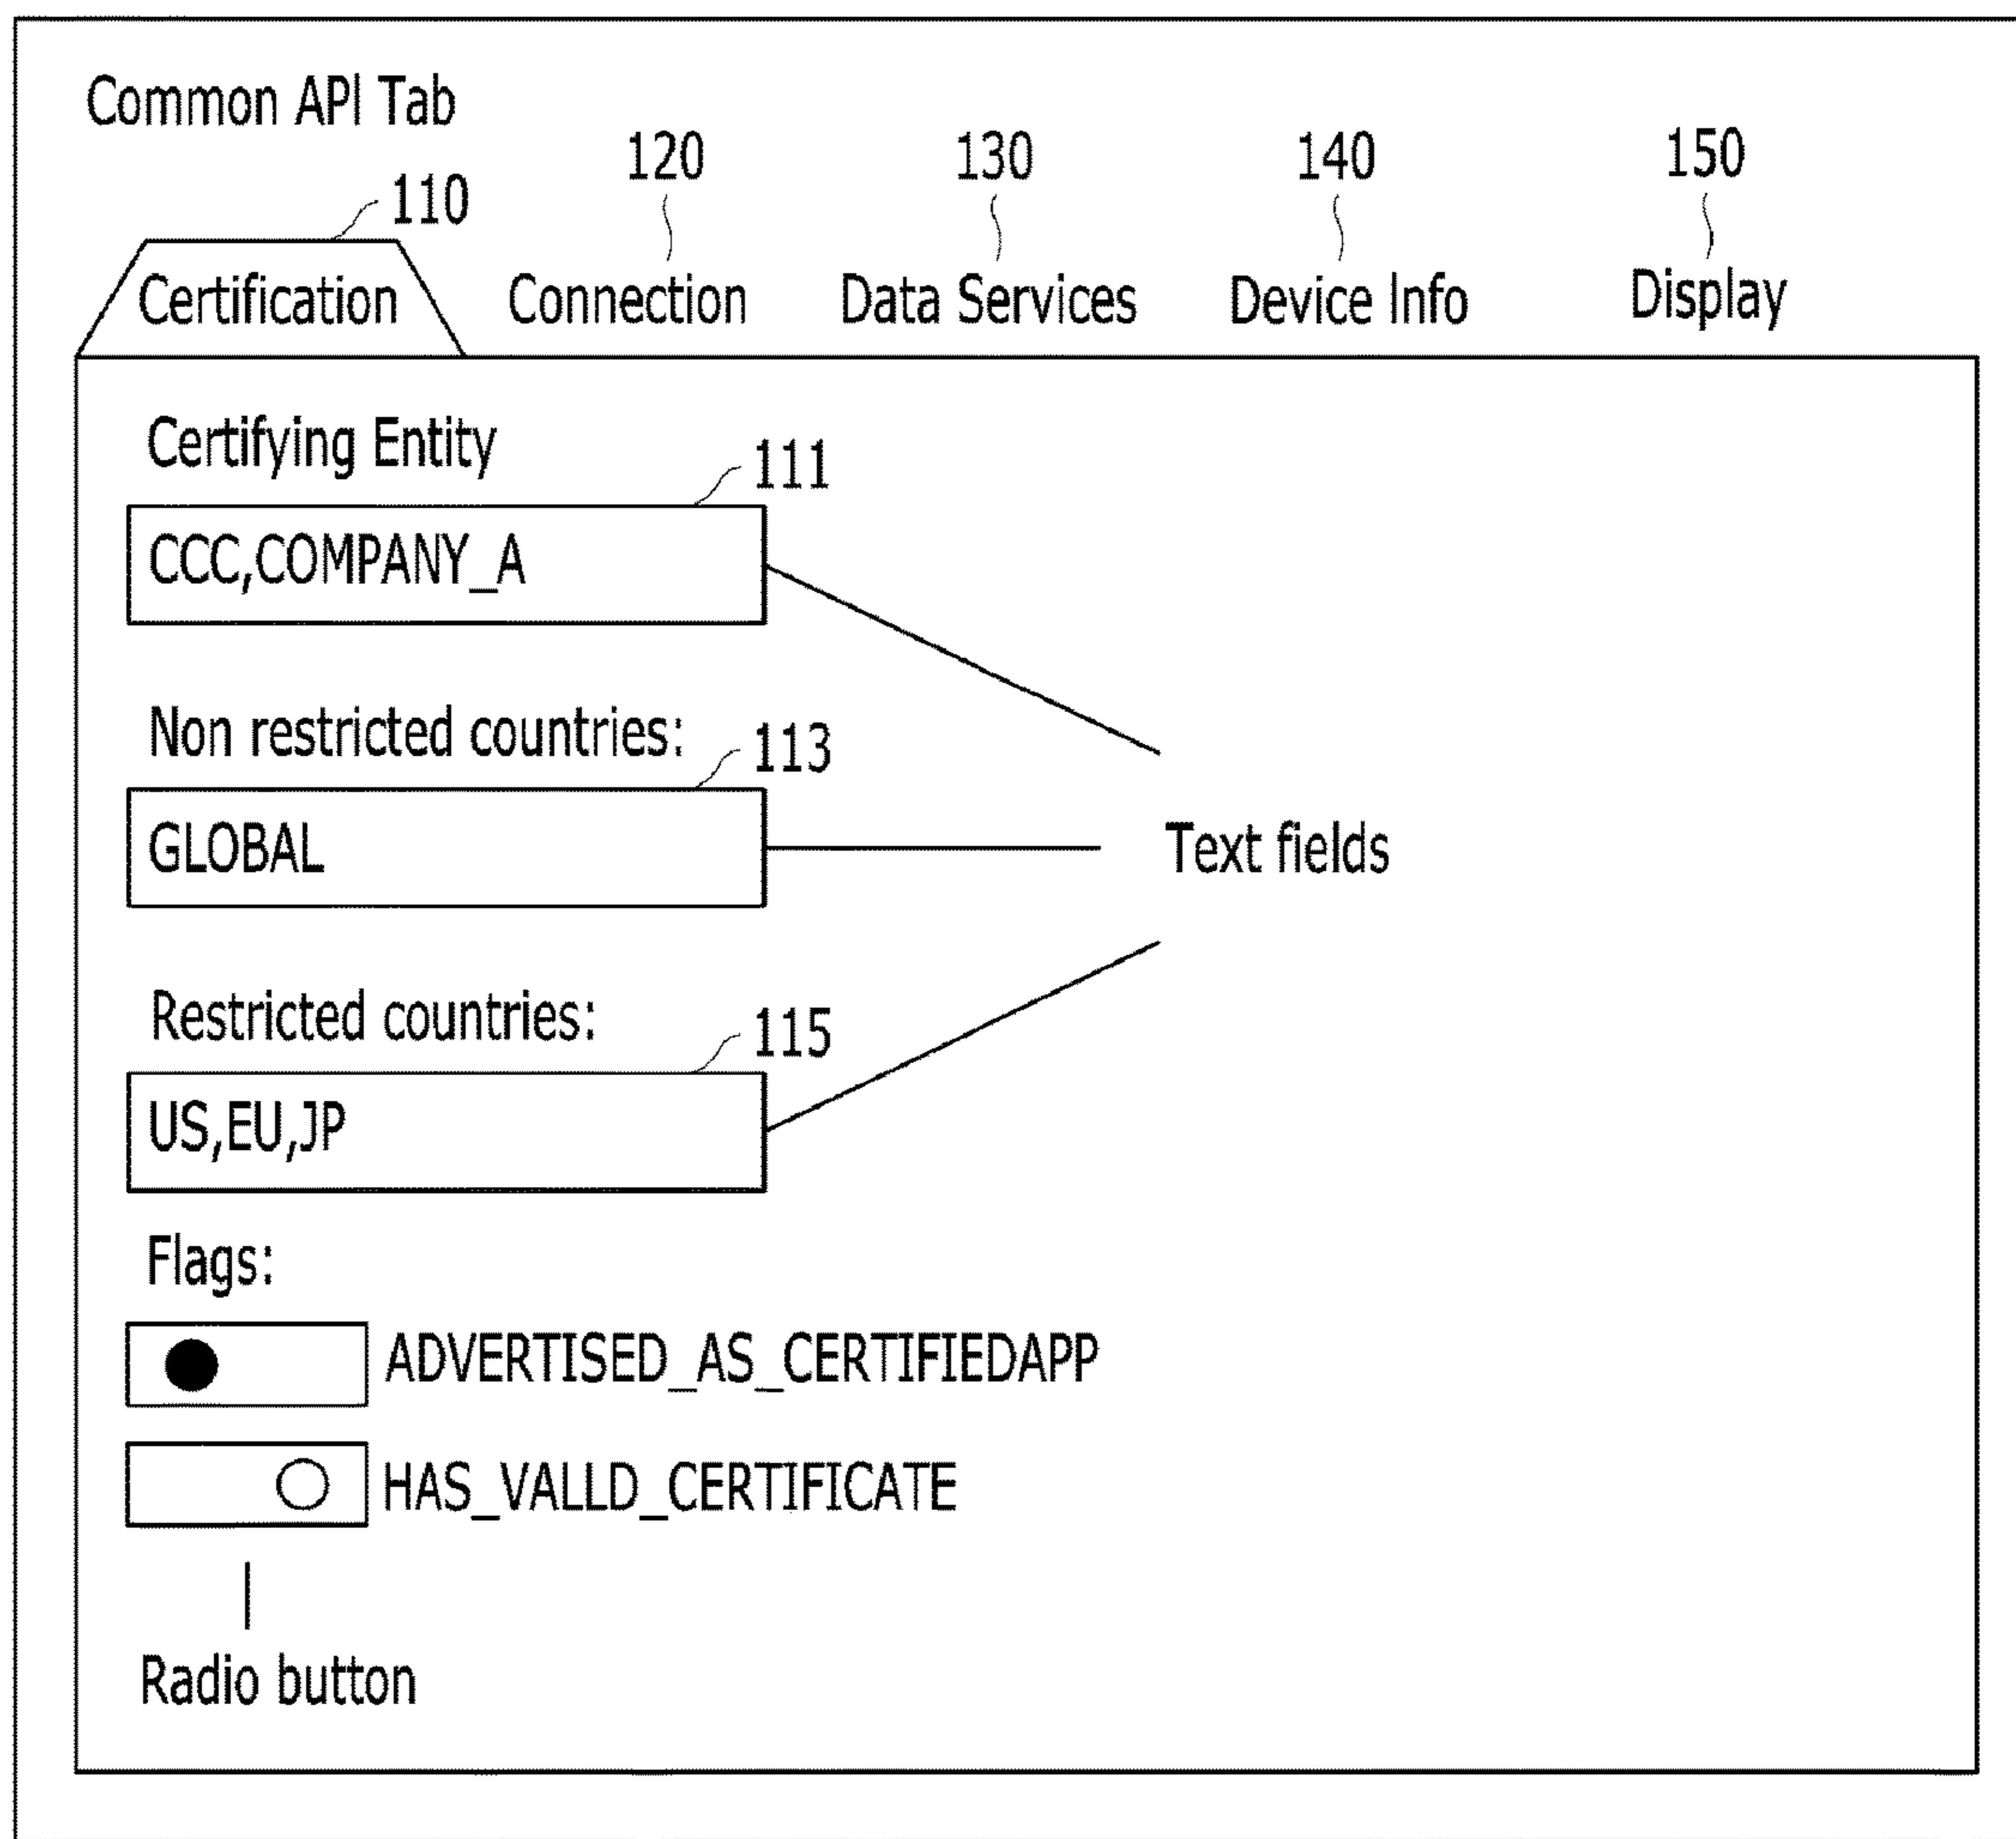 Common API Tab
110 120 130 140 150
Certification Connection Data Services Device Info Display
Certifying Entity
111
CCC,COMPANY_A
Non restricted countries:
113
GLOBAL
Text fields
Restricted countries:
115
US,EU,JP
Flags:
ADVERTISED_AS_CERTIFIEDAPP
HAS_VALLD_CERTIFICATE
Radio button